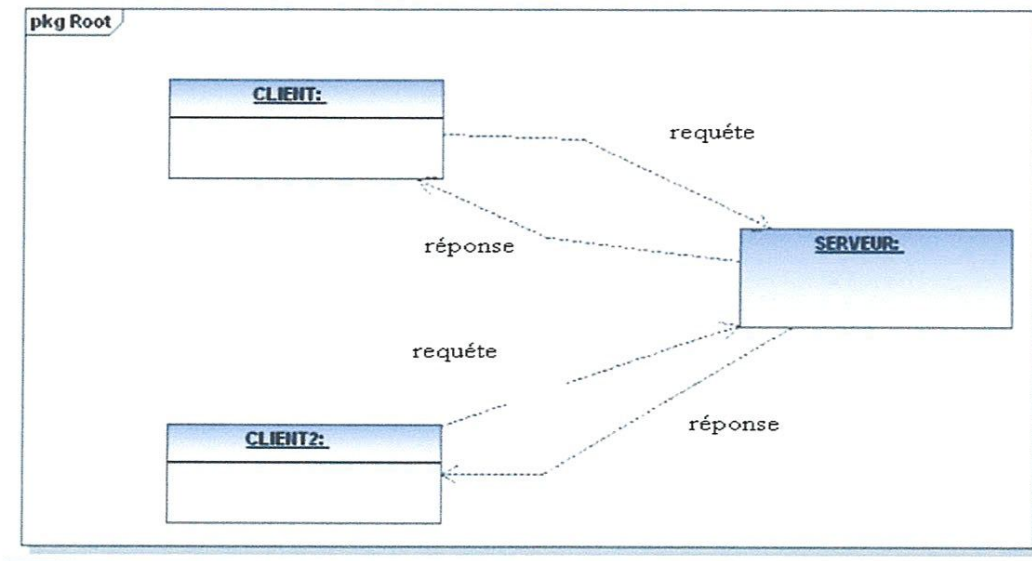 pkg Root
CLIENT:
requéte
SERVEUR:
réponse
requéte
réponse
CLIENT2: